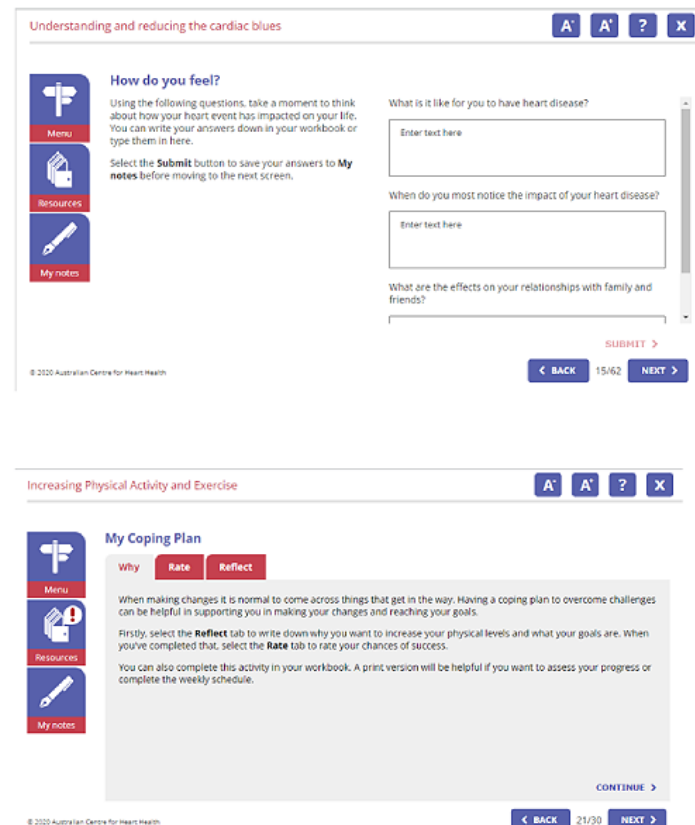 Understanding and reducing the cardiac blues
A- A+ ? X
Menu
Resources
My notes
How do you feel?
Using the following questions, take a moment to think
about how your heart event has impacted on your life.
You can write your answers down in your workbook or
type them in here.
Select the Submit button to save your answers to My
notes before moving to the next screen.
What is it like for you to have heart disease?
Enter text here
When do you most notice the impact of your heart disease?
Enter text here
What are the effects on your relationships with family and
friends?
SUBMIT >
© 2020 Australian Centre for Heart Health
< BACK 15/62 NEXT >
Increasing Physical Activity and Exercise
A- A+ ? X
Menu
Resources
My notes
My Coping Plan
Why Rate Reflect
When making changes it is normal to come across things that get in the way. Having a coping plan to overcome challenges
can be helpful in supporting you in making your changes and reaching your goals.
Firstly, select the Reflect tab to write down why you want to increase your physical levels and what your goals are. When
you've completed that, select the Rate tab to rate your chances of success.
You can also complete this activity in your workbook. A print version will be helpful if you want to assess your progress or
complete the weekly schedule.
CONTINUE >
© 2020 Australian Centre for Heart Health
< BACK 21/30 NEXT >